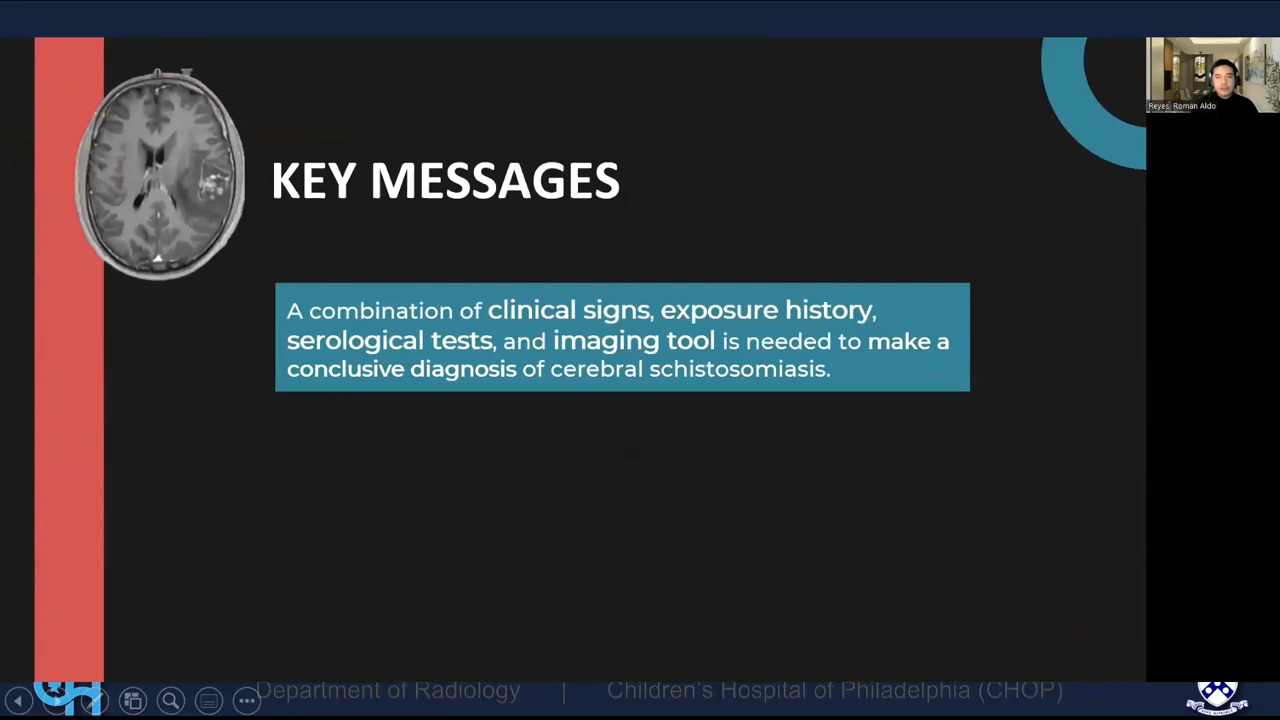 Reyes, Roman Aldo
KEY MESSAGES
A combination of clinical signs, exposure history,
serological tests, and imaging tool is needed to make a
conclusive diagnosis of cerebral schistosomiasis.
Department of Radiology | Children's Hospital of Philadelphia (CHOP)